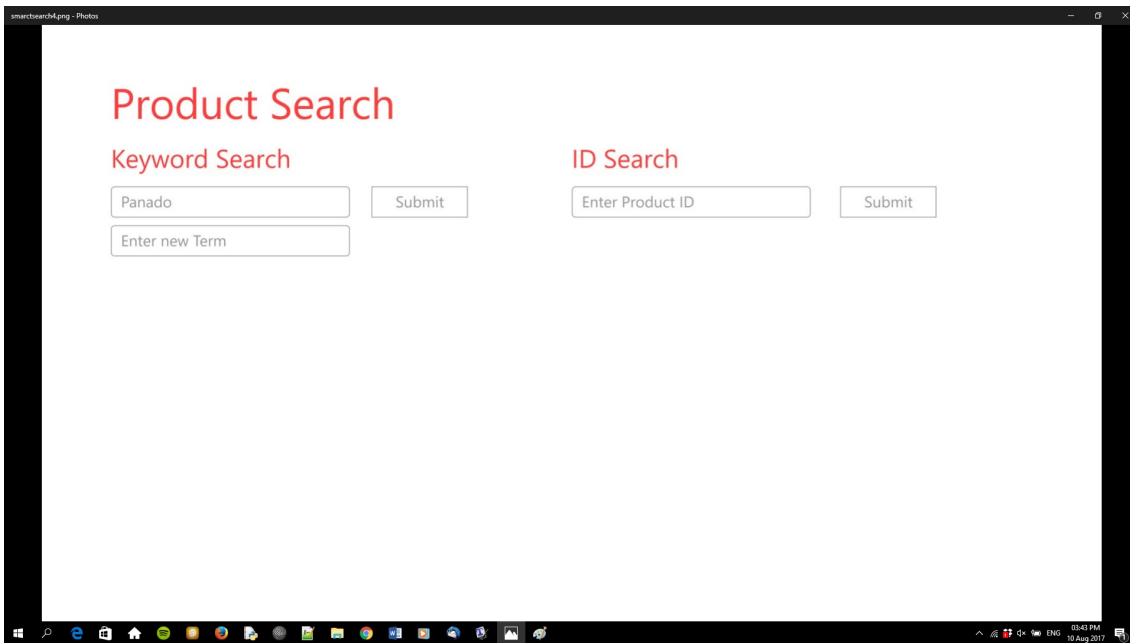 smarctsearch4.png - Photos
Product Search
Keyword Search
ID Search
Panado
Submit
Enter Product ID
Submit
Enter new Term
ENG
03:43 PM
10 Aug 2017